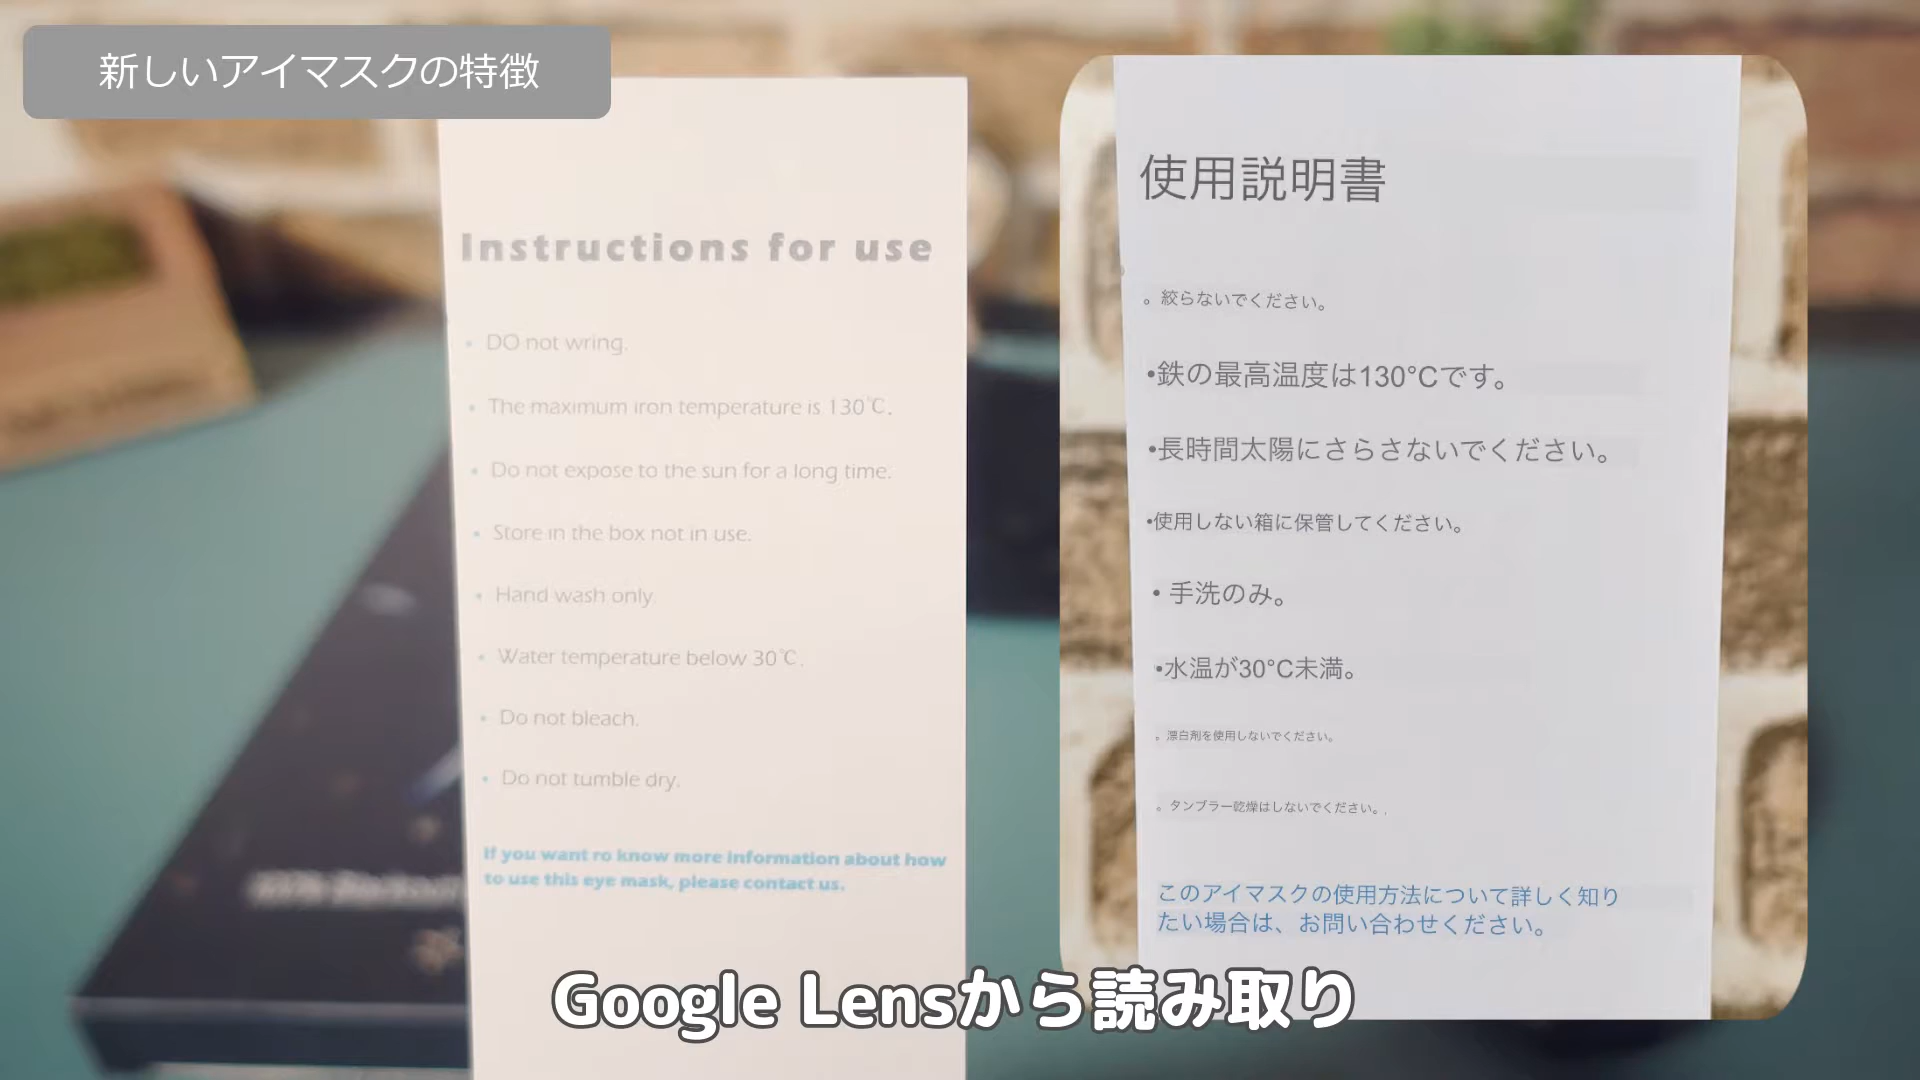 新しいアイマスクの特徴
Instructions for use
• DO not wring.
• The maximum iron temperature is 130℃.
• Do not expose to the sun for a long time.
• Store in the box not in use.
• Hand wash only.
• Water temperature below 30℃.
• Do not bleach.
• Do not tumble dry.
If you want ro know more information about how
to use this eye mask, please contact us.
使用説明書
。絞らないでください。
•鉄の最高温度は130°Cです。
•長時間太陽にさらさないでください。
•使用しない箱に保管してください。
• 手洗のみ。
•水温が30°C未満。
。漂白剤を使用しないでください。
。タンブラー乾燥はしないでください。.
このアイマスクの使用方法について詳しく知り
たい場合は、お問い合わせください。
Google Lensから読み取り